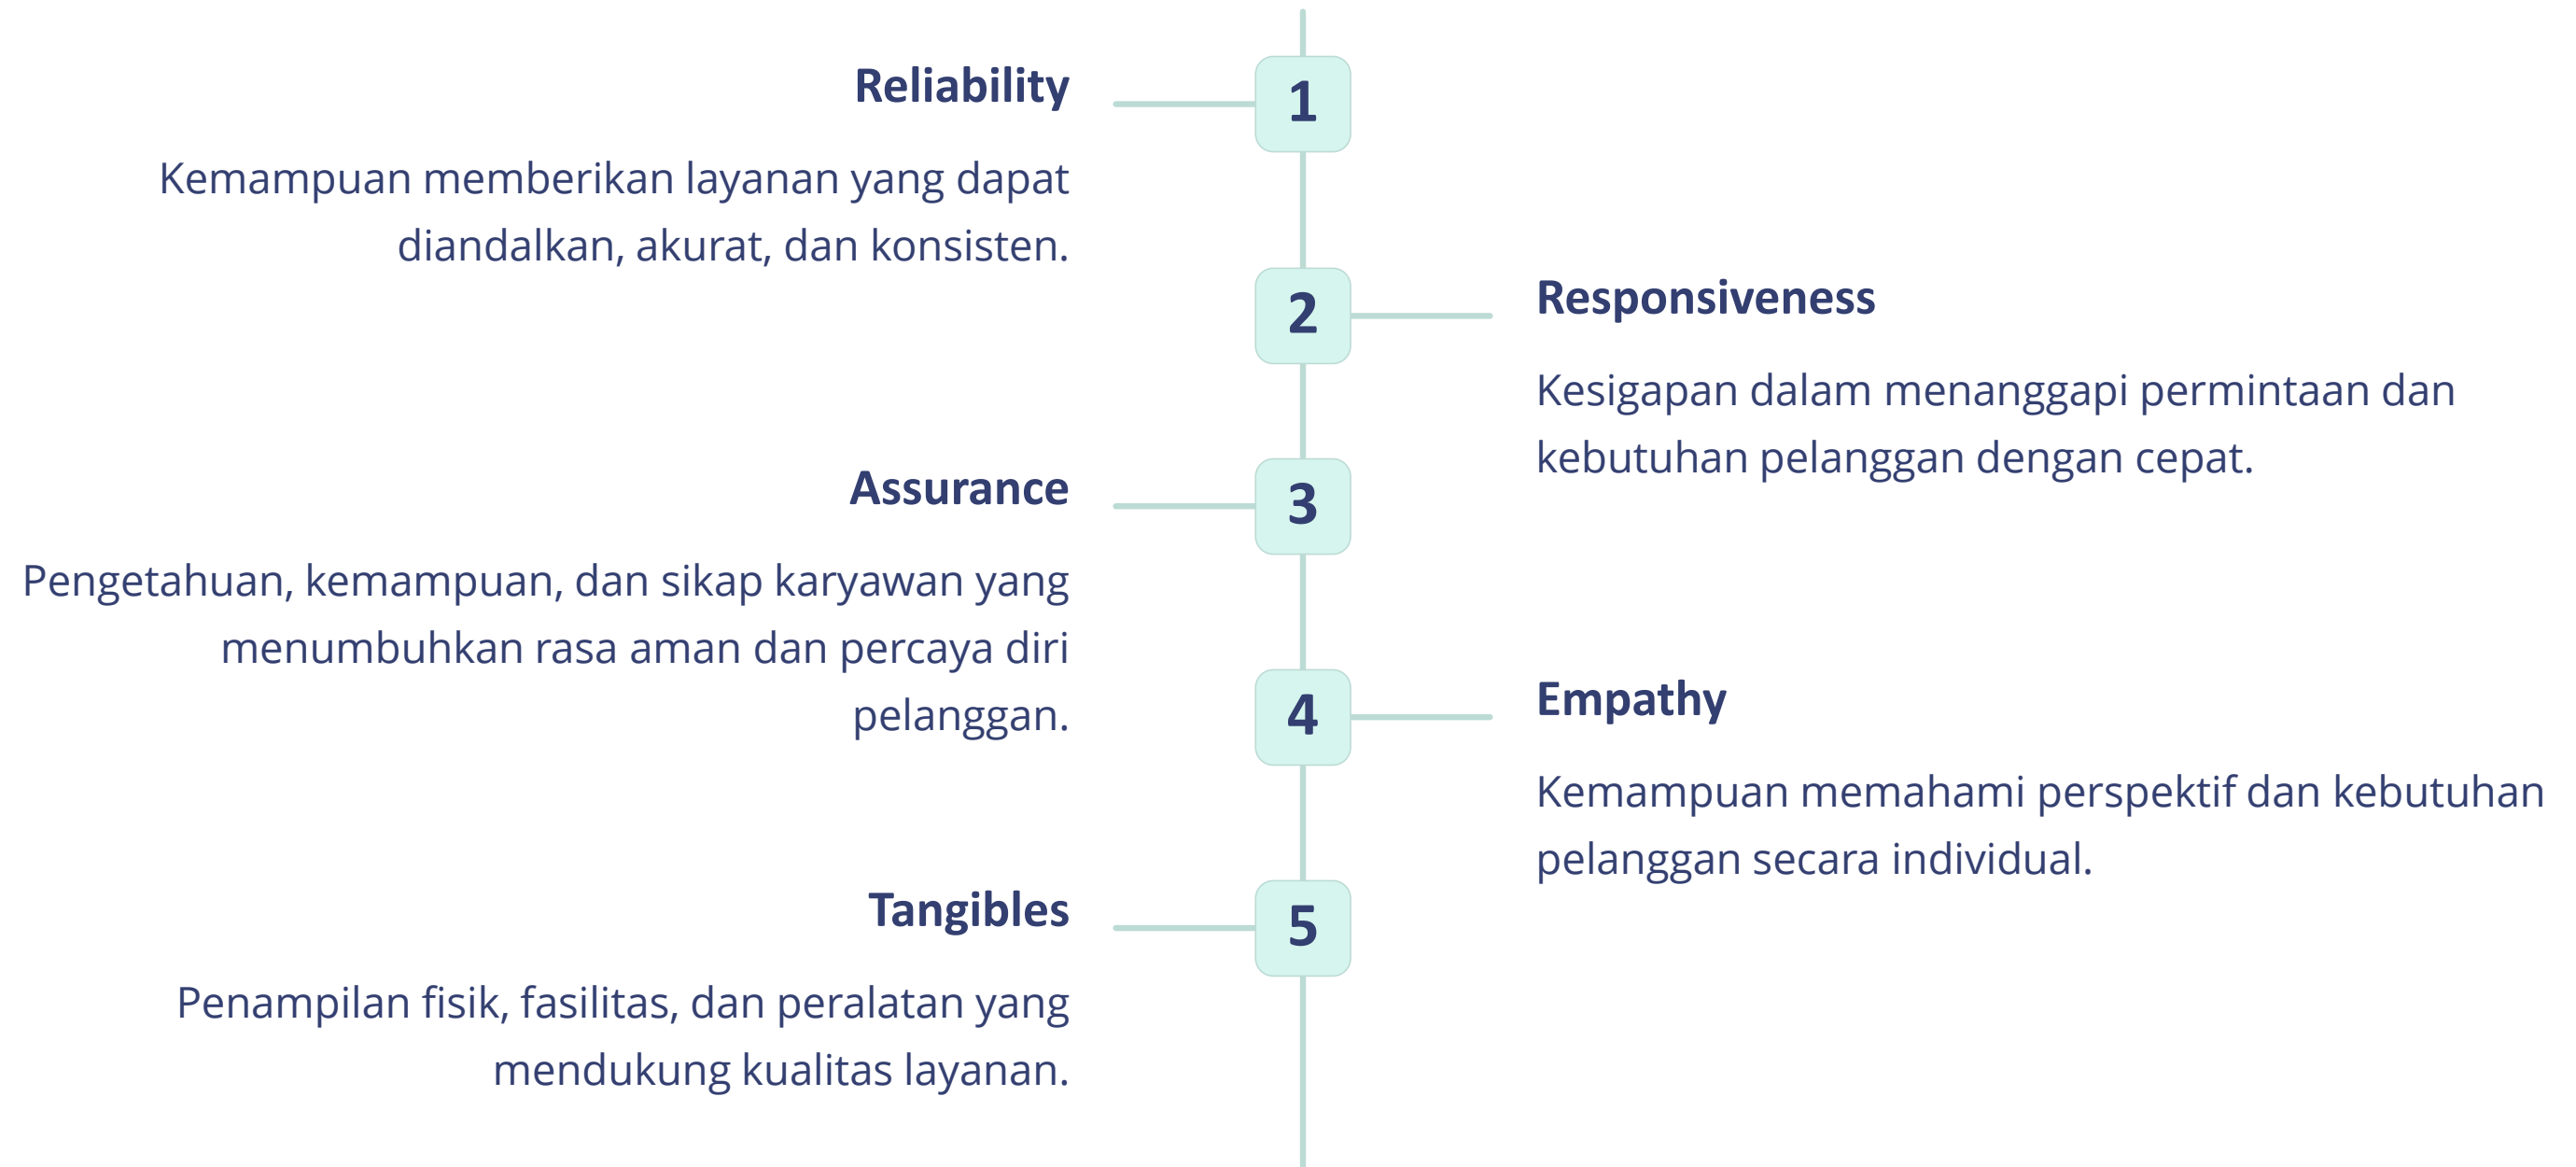 Reliability
1
Kemampuan memberikan layanan yang dapat
diandalkan, akurat, dan konsisten.
2
Responsiveness
Kesigapan dalam menanggapi permintaan dan
kebutuhan pelanggan dengan cepat.
Assurance
3
Pengetahuan, kemampuan, dan sikap karyawan yang
menumbuhkan rasa aman dan percaya diri
pelanggan.
4
Empathy
Kemampuan memahami perspektif dan kebutuhan
pelanggan secara individual.
Tangibles
5
Penampilan fisik, fasilitas, dan peralatan yang
mendukung kualitas layanan.